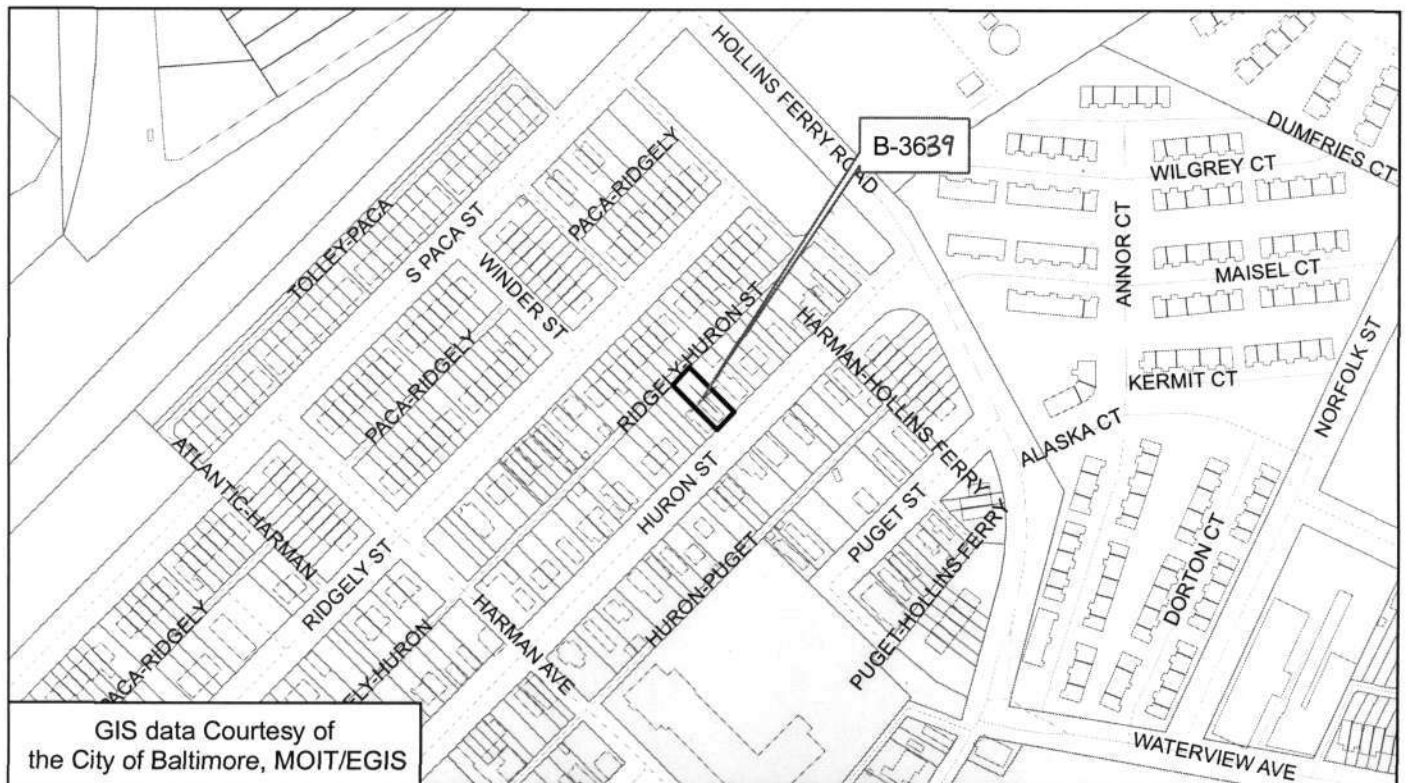 HOLLINS FERRY ROAD
B-3639
DUMFRIES CT
WILGREY CT
PACA-RIDGELY
TOLLEY-PACA
S PACA ST
WINDER ST
ANNOR CT
MAISEL CT
RIDGELY-HURON ST
HARMAN-HOLLINS FERRY
PACA-RIDGELY
KERMIT CT
NORFOLK ST
ALASKA CT
ATLANTIC-HARMAN
HURON ST
PUGET ST
RIDGELY ST
HURON-PUGET
PUGET-HOLLINS FERRY
DORTON CT
HARMAN AVE
PACA-RIDGELY
ELY-HURON
WATERVIEW AVE
GIS data Courtesy of
the City of Baltimore, MOIT/EGIS